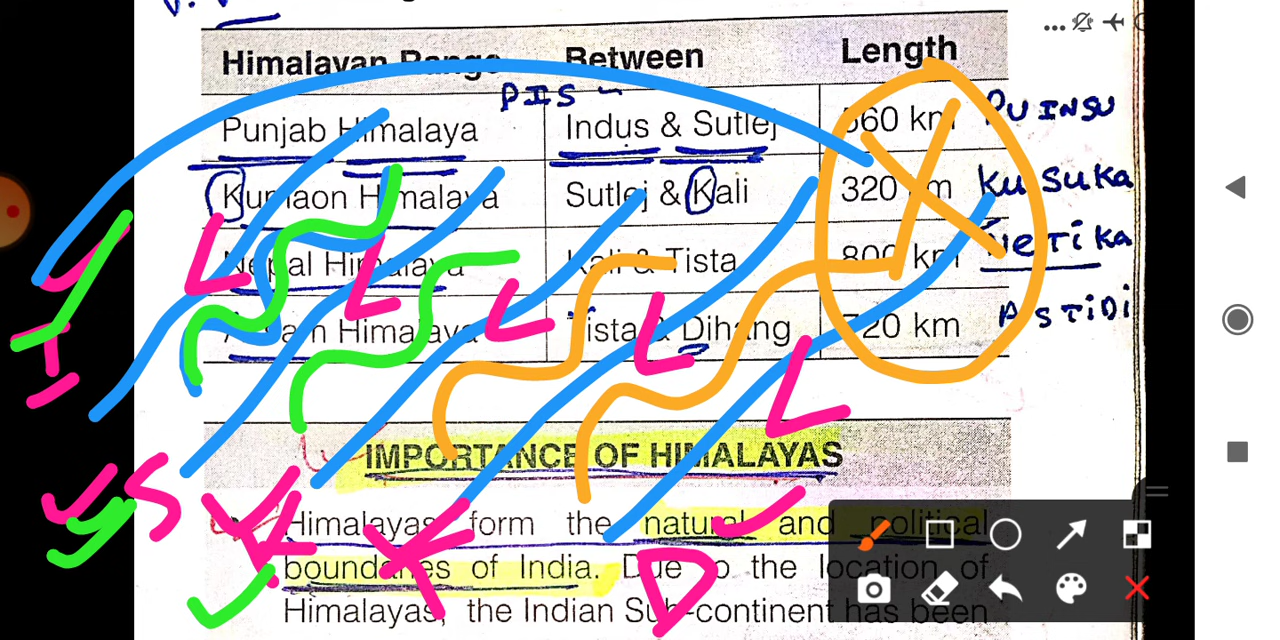 Himalayan Range Between Length
PIS
Punjab Himalaya Indus & Sutlej 560 km PUINSU
Kumaon Himalaya Sutlej & Kali 320 km KUSUKA
Nepal Himalaya Kali & Tista 800 km NeTiKa
Assam Himalaya Tista & Dihang 720 km ASTiDi
IMPORTANCE OF HIMALAYAS
Himalayas form the natural and political
boundaries of India. Due to the location of
Himalayas, the Indian Sub-continent has been
I
S K K D